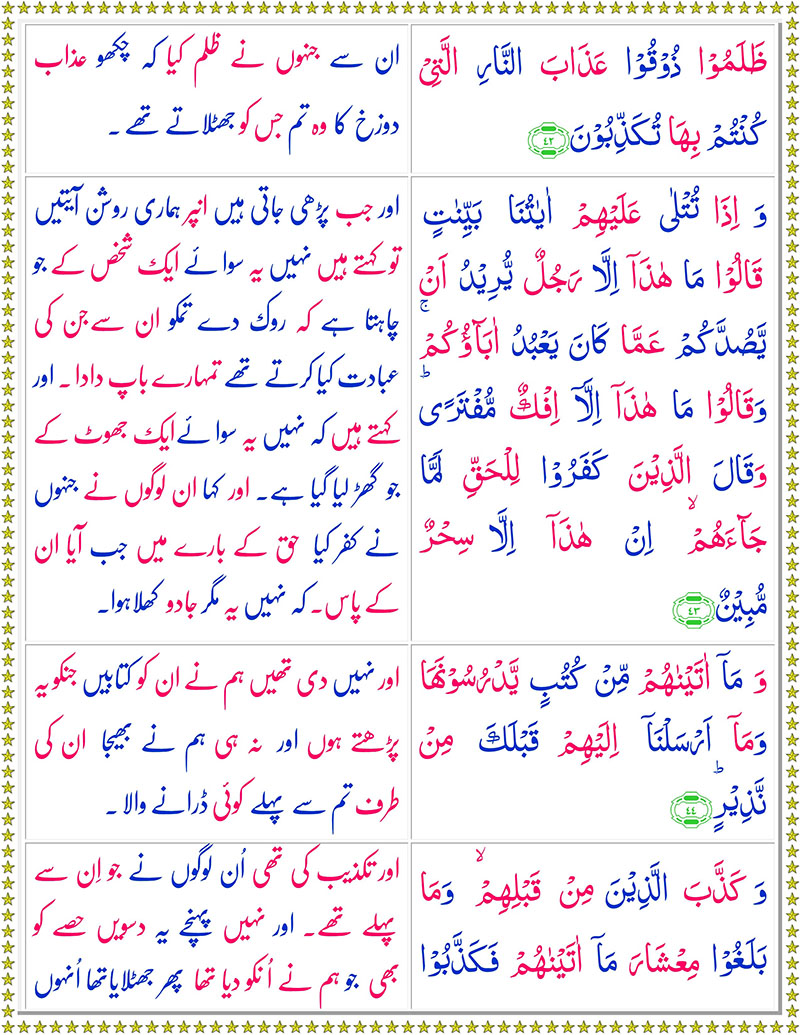 ظَلَمُوۡا ذُوۡقُوۡا عَذَابَ النَّارِ الَّتِىۡ
كُنۡتُمۡ بِهَا تُكَذِّبُوۡنَ ﴿٤٢﴾
ان سے جنہوں نے ظلم کیا کہ چکھو عذاب
دوزخ کا وہ تم جس کو جھٹلاتے تھے ۔
وَ اِذَا تُتۡلٰى عَلَيۡهِمۡ اٰيٰتُنَا بَيِّنٰتٍ
قَالُوۡا مَا هٰذَاۤ اِلَّا رَجُلٌ يُّرِيۡدُ اَنۡ
يَّصُدَّكُمۡ عَمَّا كَانَ يَعۡبُدُ اٰبَآؤُكُمۡ ۚ
وَقَالُوۡا مَا هٰذَاۤ اِلَّاۤ اِفۡكٌ مُّفۡتَرًى ؕ
وَقَالَ الَّذِيۡنَ كَفَرُوۡا لِلۡحَقِّ لَمَّا
جَآءَهُمۡ ۙ اِنۡ هٰذَاۤ اِلَّا سِحۡرٌ
مُّبِيۡنٌ ﴿٤٣﴾
اور جب پڑھی جاتی ہیں انپر ہماری روشن آیتیں
تو کہتے ہیں نہیں یہ سوائے ایک شخص کے جو
چاہتا ہے کہ روک دے تمکو ان سے جن کی
عبادت کیا کرتے تھے تمہارے باپ دادا ۔ اور
کہتے ہیں کہ نہیں یہ سوائے ایک جھوٹ کے
جو گھڑ لیا گیا ہے۔ اور کہا ان لوگوں نے جنہوں
نے کفر کیا حق کے بارے میں جب آیا ان
کے پاس۔ کہ نہیں یہ مگر جادو کھلا ہوا۔
وَ مَاۤ اٰتَيۡنٰهُمۡ مِّنۡ كُتُبٍ يَّدۡرُسُوۡنَهَا
وَمَاۤ اَرۡسَلۡنَاۤ اِلَيۡهِمۡ قَبۡلَكَ مِنۡ
نَّذِيۡرٍ ؕ ﴿٤٤﴾
اور نہیں دی تھیں ہم نے ان کو کتابیں جنکو یہ
پڑھتے ہوں اور نہ ہی ہم نے بھیجا ان کی
طرف تم سے پہلے کوئی ڈرانے والا ۔
وَ كَذَّبَ الَّذِيۡنَ مِنۡ قَبۡلِهِمۡ ۙ وَمَا
بَلَغُوۡا مِعۡشَارَ مَاۤ اٰتَيۡنٰهُمۡ فَكَذَّبُوۡا
اور تکذیب کی تھی اُن لوگوں نے جو اِن سے
پہلے تھے۔ اور نہیں پہنچے یہ دسویں حصے کو
بھی جو ہم نے اُنکو دیا تھا پھر جھٹلایا تھا اُنہوں